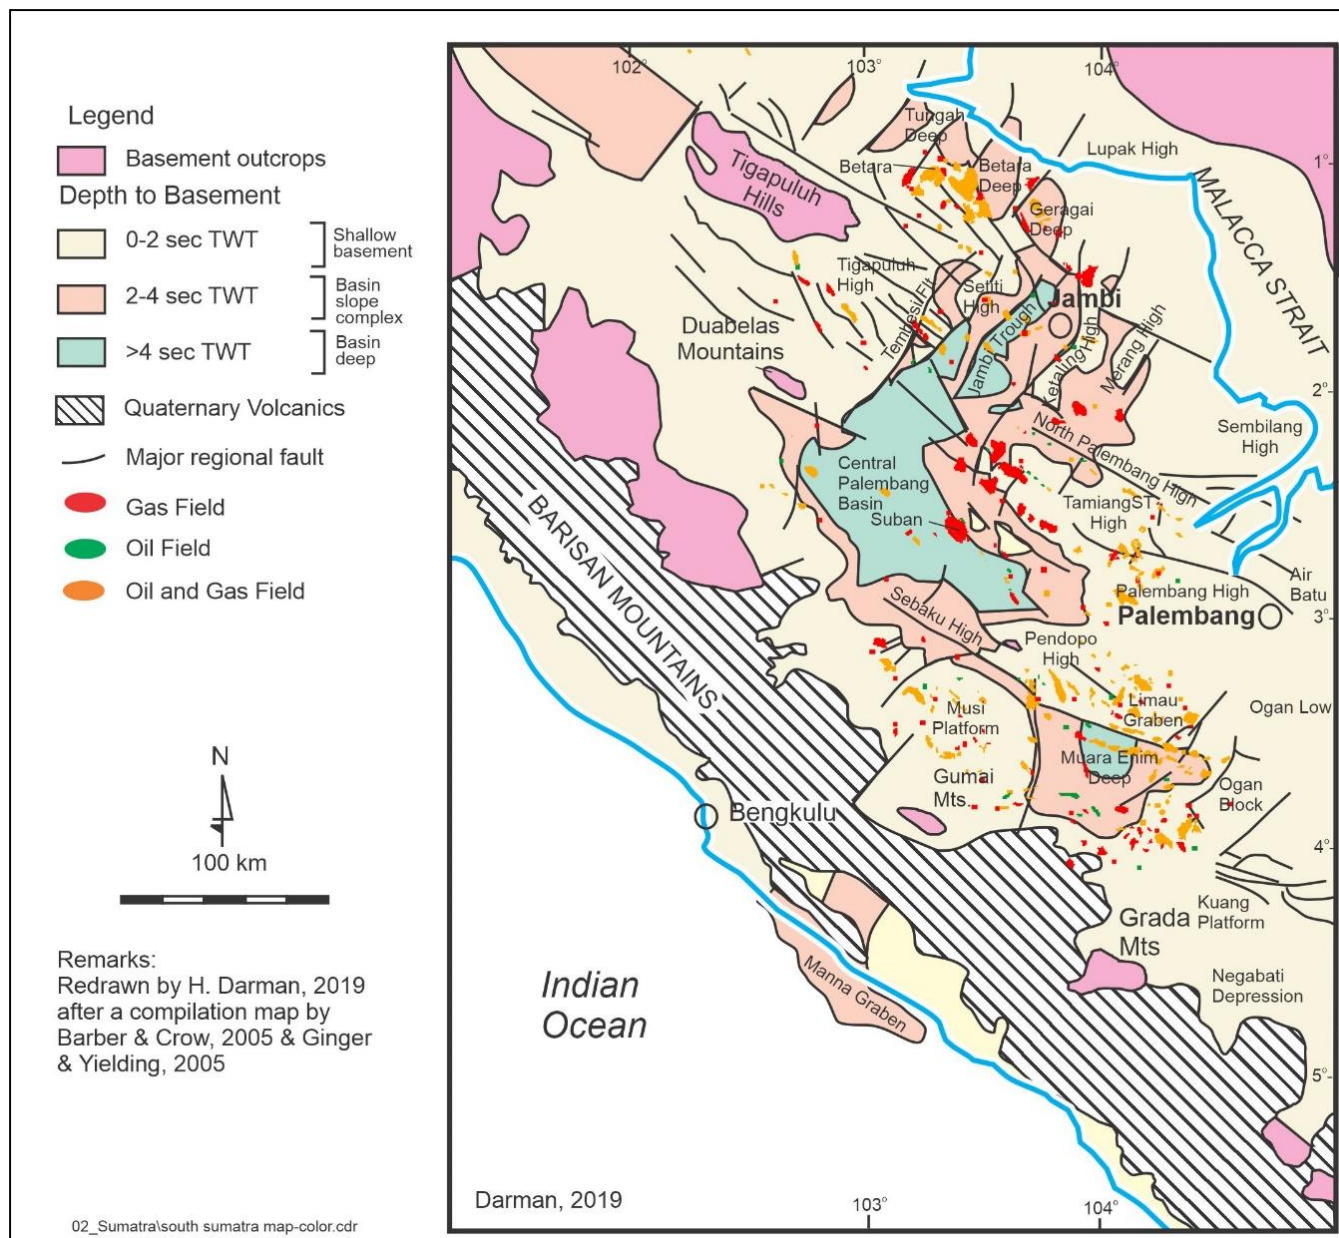 Legend
Basement outcrops
Depth to Basement
0-2 sec TWT
Shallow
basement
2-4 sec TWT
Basin
slope
complex
>4 sec TWT
Basin
deep
Quaternary Volcanics
Major regional fault
Gas Field
Oil Field
Oil and Gas Field
N
100 km
Remarks:
Redrawn by H. Darman, 2019
after a compilation map by
Barber & Crow, 2005 & Ginger
& Yielding, 2005
02_Sumatra\south sumatra map-color.cdr
102°
103°
104°
1°
2°
3°
4°
5°
103°
104°
Tungah
Deep
Betara
Betara
Deep
Lupak High
Geragai
Deep
MALACCA STRAIT
Tigapuluh
Hills
Tigapuluh
High
Setiti
High
Tembesi Flt
Jambi
Jambi Trough
Ketaling High
Merang High
Duabelas
Mountains
Sembilang
High
North Palembang High
Central
Palembang
Basin
Suban
TamiangST
High
Air
Batu
Palembang High
Palembang
BARISAN MOUNTAINS
Sebaku High
Pendopo
High
Musi
Platform
Limau
Graben
Ogan Low
Muara Enim
Deep
Gumai
Mts.
Ogan
Block
Bengkulu
Kuang
Platform
Grada
Mts
Negabati
Depression
Manna Graben
Indian
Ocean
Darman, 2019